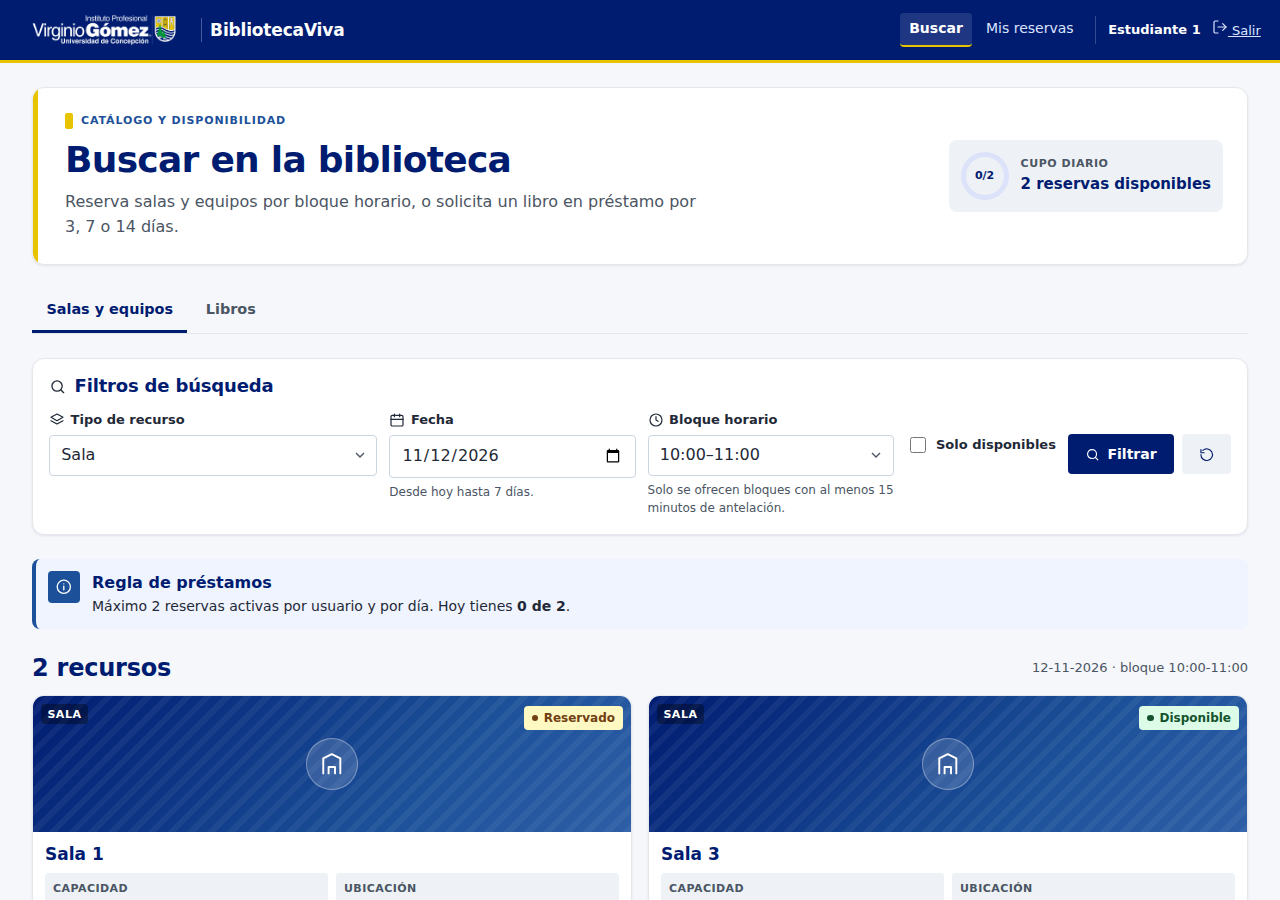 Instituto Profesional
VirginioGómez
Universidad de Concepción
BibliotecaViva
Buscar
Mis reservas
Estudiante 1
Salir
CATÁLOGO Y DISPONIBILIDAD
Buscar en la biblioteca
Reserva salas y equipos por bloque horario, o solicita un libro en préstamo por
3, 7 o 14 días.
0/2
CUPO DIARIO
2 reservas disponibles
Salas y equipos
Libros
Filtros de búsqueda
Tipo de recurso
Sala
Fecha
11/12/2026
Desde hoy hasta 7 días.
Bloque horario
10:00–11:00
Solo se ofrecen bloques con al menos 15
minutos de antelación.
Solo disponibles
Filtrar
Regla de préstamos
Máximo 2 reservas activas por usuario y por día. Hoy tienes 0 de 2.
2 recursos
12-11-2026 · bloque 10:00-11:00
SALA
Reservado
Sala 1
CAPACIDAD
UBICACIÓN
SALA
Disponible
Sala 3
CAPACIDAD
UBICACIÓN